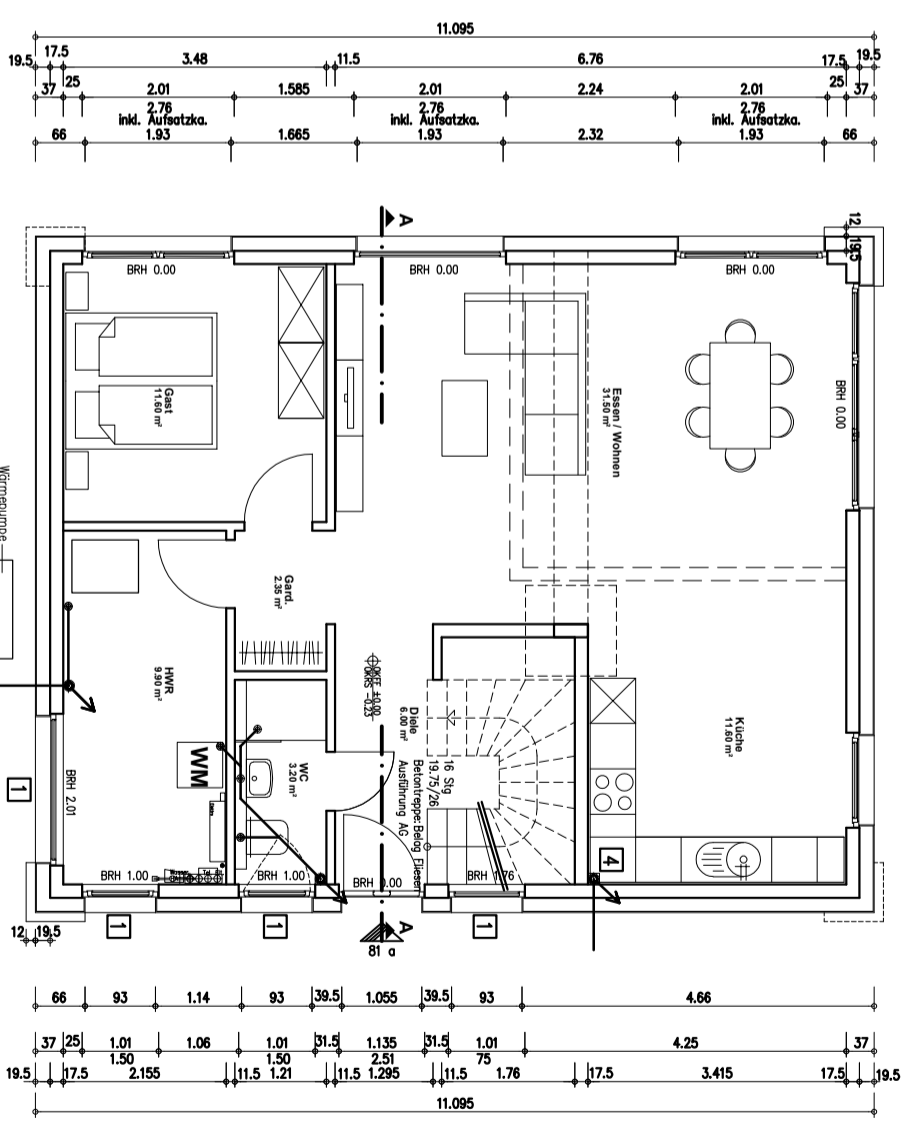 11.095
19.5 17.5 3.48 11.5 6.76 17.5 19.5
37 25 2.01 1.585 2.01 2.24 2.01 25 37
2.76 2.76 2.76
inkl. Aufsatzka. inkl. Aufsatzka. inkl. Aufsatzka.
66 1.93 1.665 1.93 2.32 1.93 66
12
19.5
A
BRH 0.00
BRH 0.00
BRH 0.00
BRH 0.00
Gast
11.60 m²
Essen / Wohnen
31.50 m²
Wärmepumpe
Gard.
2.35 m²
HWR
9.90 m²
OKFF ±0.00
OKRS -0.23
Diele
6.00 m²
Küche
11.60 m²
WC
3.20 m²
WM
16 Stg
19.75/26
Betontreppe:Belag Fliesen
Ausführung AG
BRH 2.01
1
4
BRH 1.00
BRH 1.00
BRH 0.00
BRH 1.76
1
1
1
A
81 a
12 19.5
66 93 1.14 93 39.5 1.055 39.5 93 4.66
37 25 1.01 1.06 1.01 31.5 1.135 31.5 1.01 4.25 37
1.50 1.50 2.51 75
19.5 17.5 2.155 11.5 1.21 11.5 1.295 11.5 1.76 17.5 3.415 17.5 19.5
11.095